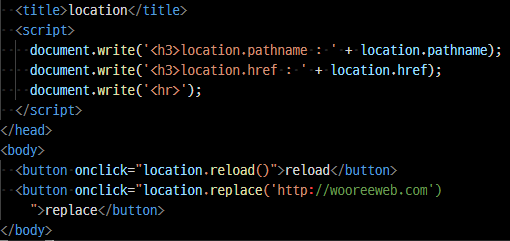 <title>location</title>
<script>
document.write('<h3>location.pathname : ' + location.pathname);
document.write('<h3>location.href : ' + location.href);
document.write('<hr>');
</script>
</head>
<body>
<button onclick="location.reload()">reload</button>
<button onclick="location.replace('http://wooreeweb.com')
">replace</button>
</body>